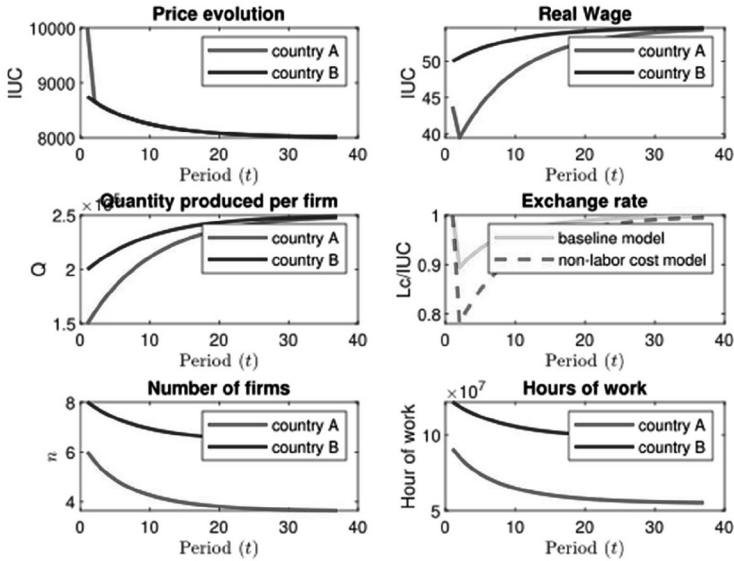 Price evolution
10000
9000
8000
IUC
country A
country B
0 10 20 30 40
Period (t)
Real Wage
50
45
40
IUC
country A
country B
0 10 20 30 40
Period (t)
×10⁵
Quantity produced per firm
2.5
2
1.5
Q
country A
country B
0 10 20 30 40
Period (t)
Exchange rate
1
0.9
0.8
Lc/IUC
baseline model
non-labor cost model
0 10 20 30 40
Period (t)
Number of firms
8
6
4
n
country A
country B
0 10 20 30 40
Period (t)
×10⁷
Hours of work
10
5
Hour of work
country A
country B
0 10 20 30 40
Period (t)